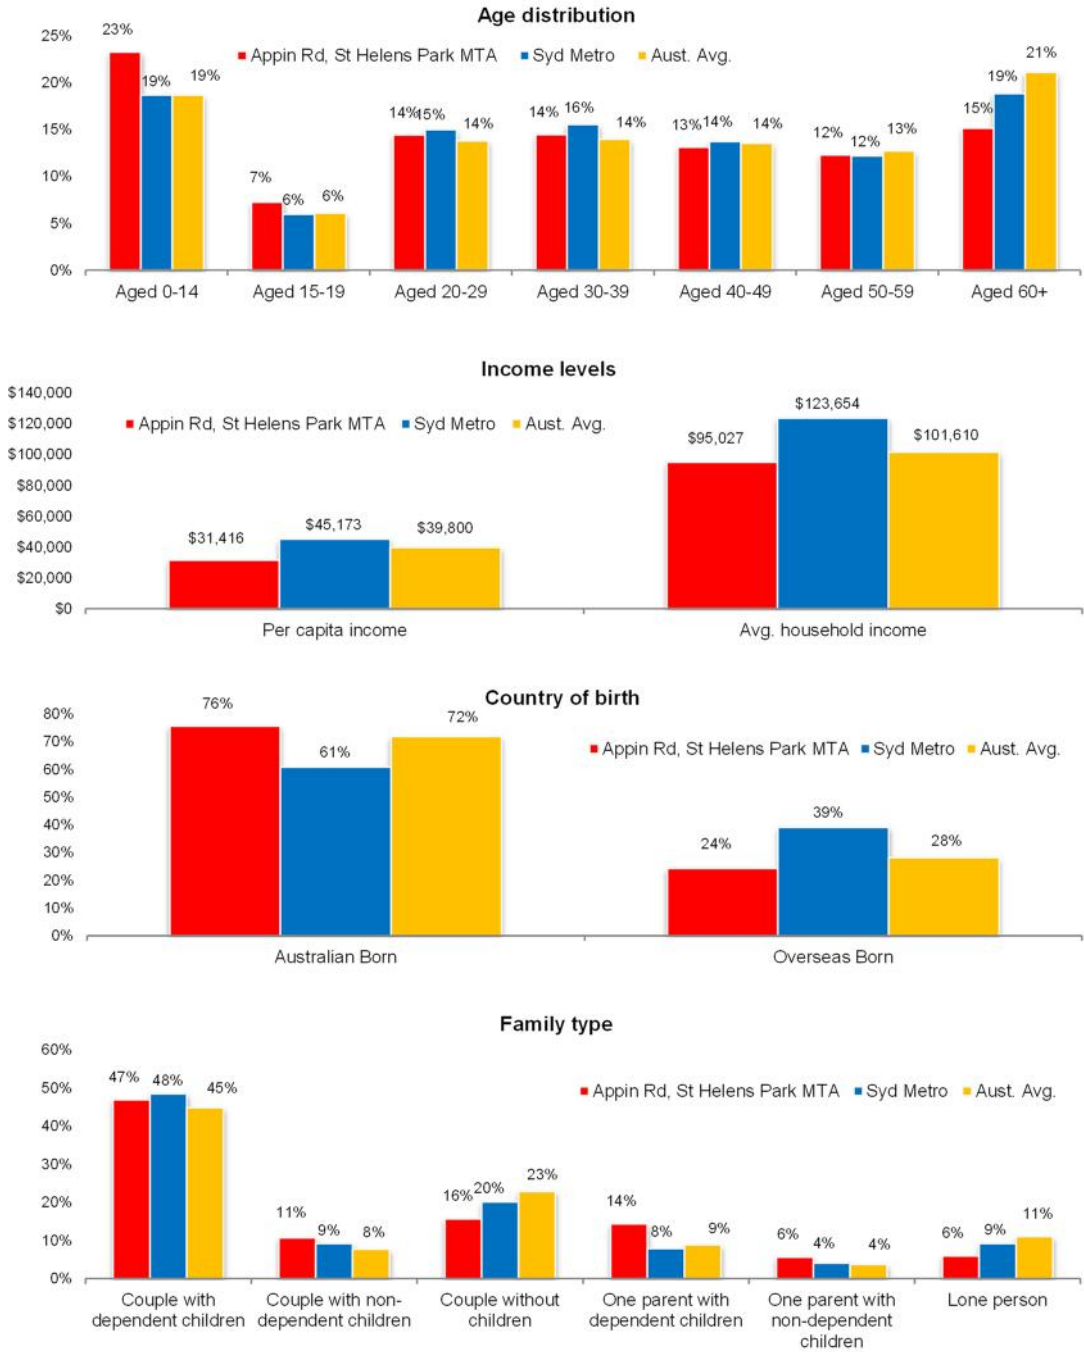 Age distribution
25%
20%
15%
10%
5%
0%
Appin Rd, St Helens Park MTA Syd Metro Aust. Avg.
23% 19% 19%
7% 6% 6%
14% 15% 14%
14% 16% 14%
13% 14% 14%
12% 12% 13%
15% 19% 21%
Aged 0-14 Aged 15-19 Aged 20-29 Aged 30-39 Aged 40-49 Aged 50-59 Aged 60+
Income levels
$140,000
$120,000
$100,000
$80,000
$60,000
$40,000
$20,000
$0
Appin Rd, St Helens Park MTA Syd Metro Aust. Avg.
$31,416 $45,173 $39,800
$95,027 $123,654 $101,610
Per capita income Avg. household income
Country of birth
80%
70%
60%
50%
40%
30%
20%
10%
0%
Appin Rd, St Helens Park MTA Syd Metro Aust. Avg.
76% 61% 72%
24% 39% 28%
Australian Born Overseas Born
Family type
60%
50%
40%
30%
20%
10%
0%
Appin Rd, St Helens Park MTA Syd Metro Aust. Avg.
47% 48% 45%
11% 9% 8%
16% 20% 23%
14% 8% 9%
6% 4% 4%
6% 9% 11%
Couple with
dependent children
Couple with non-
dependent children
Couple without
children
One parent with
dependent children
One parent with
non-dependent
children
Lone person